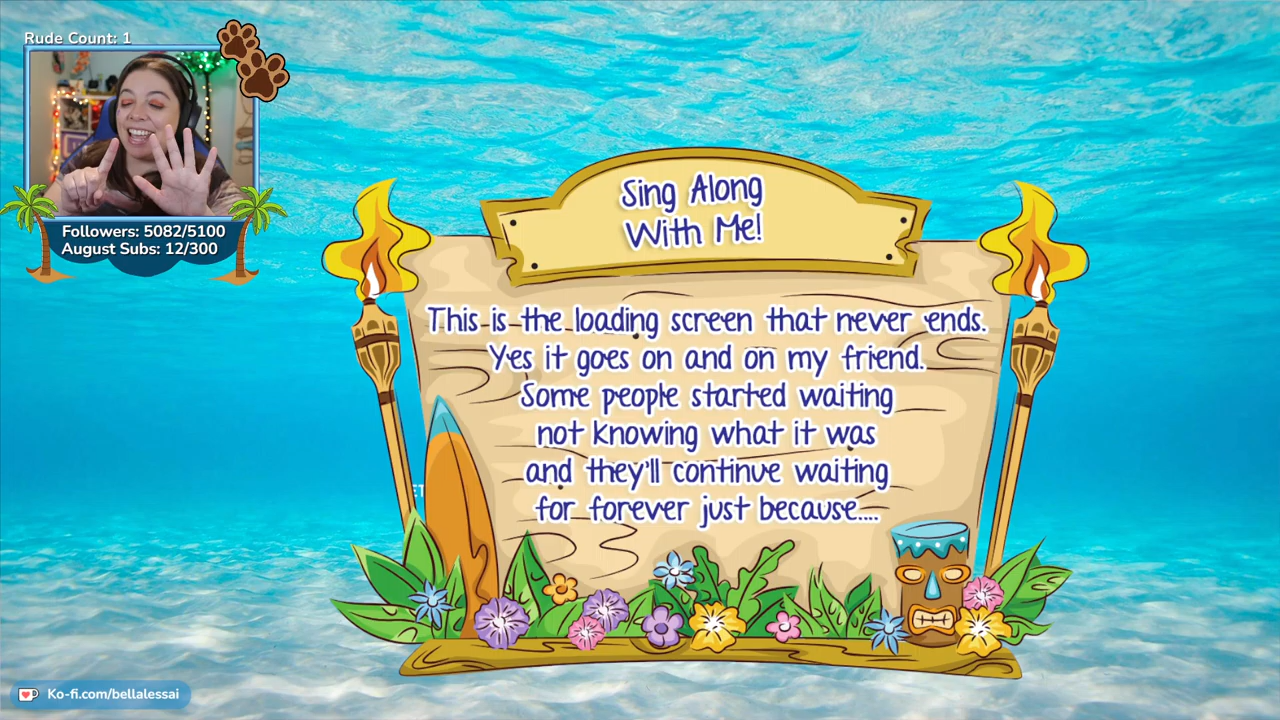 Rude Count: 1
Followers: 5082/5100
August Subs: 12/300
Sing Along
With Me!
This is the loading screen that never ends.
Yes it goes on and on my friend.
Some people started waiting
not knowing what it was
and they'll continue waiting
for forever just because....
Ko-fi.com/bellalessai